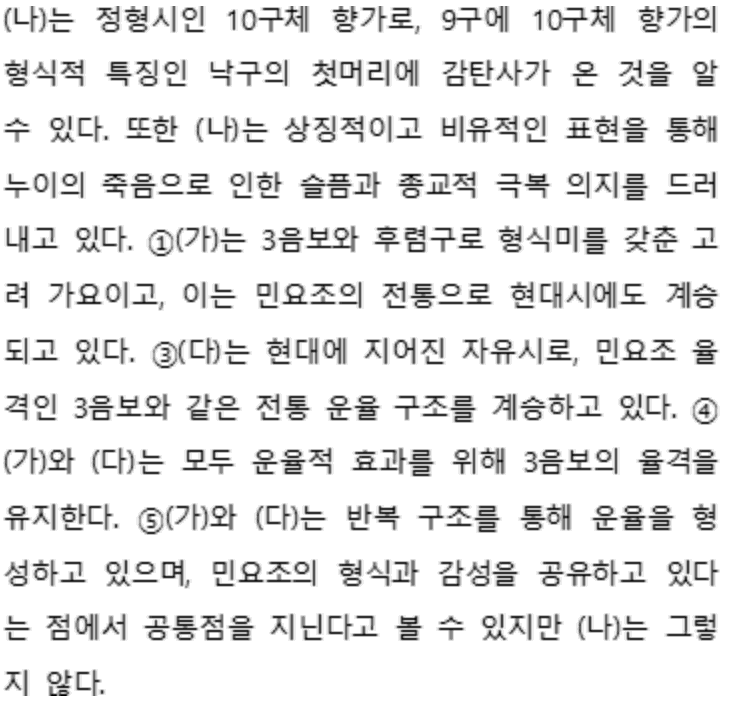 (나)는 정형시인 10구체 향가로, 9구에 10구체 향가의
형식적 특징인 낙구의 첫머리에 감탄사가 온 것을 알
수 있다. 또한 (나)는 상징적이고 비유적인 표현을 통해
누이의 죽음으로 인한 슬픔과 종교적 극복 의지를 드러
내고 있다. ①(가)는 3음보와 후렴구로 형식미를 갖춘 고
려 가요이고, 이는 민요조의 전통으로 현대시에도 계승
되고 있다. ③(다)는 현대에 지어진 자유시로, 민요조 율
격인 3음보와 같은 전통 운율 구조를 계승하고 있다. ④
(가)와 (다)는 모두 운율적 효과를 위해 3음보의 율격을
유지한다. ⑤(가)와 (다)는 반복 구조를 통해 운율을 형
성하고 있으며, 민요조의 형식과 감성을 공유하고 있다
는 점에서 공통점을 지닌다고 볼 수 있지만 (나)는 그렇
지 않다.